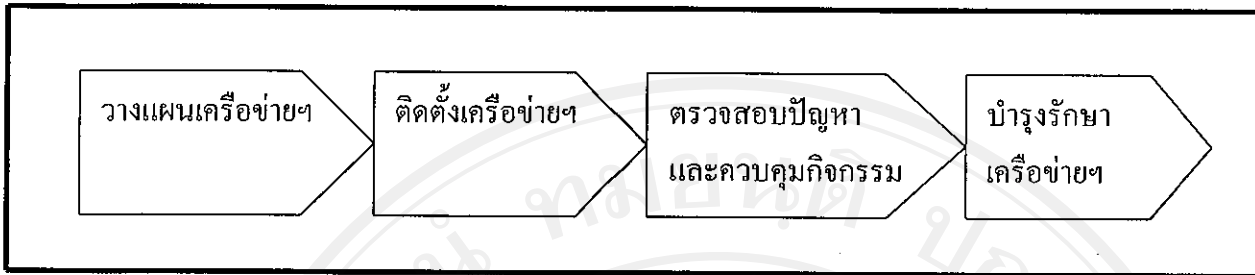 วางแผนเครือข่ายฯ
ติดตั้งเครือข่ายฯ
ตรวจสอบปัญหา
และควบคุมกิจกรรม
บำรุงรักษา
เครือข่ายฯ